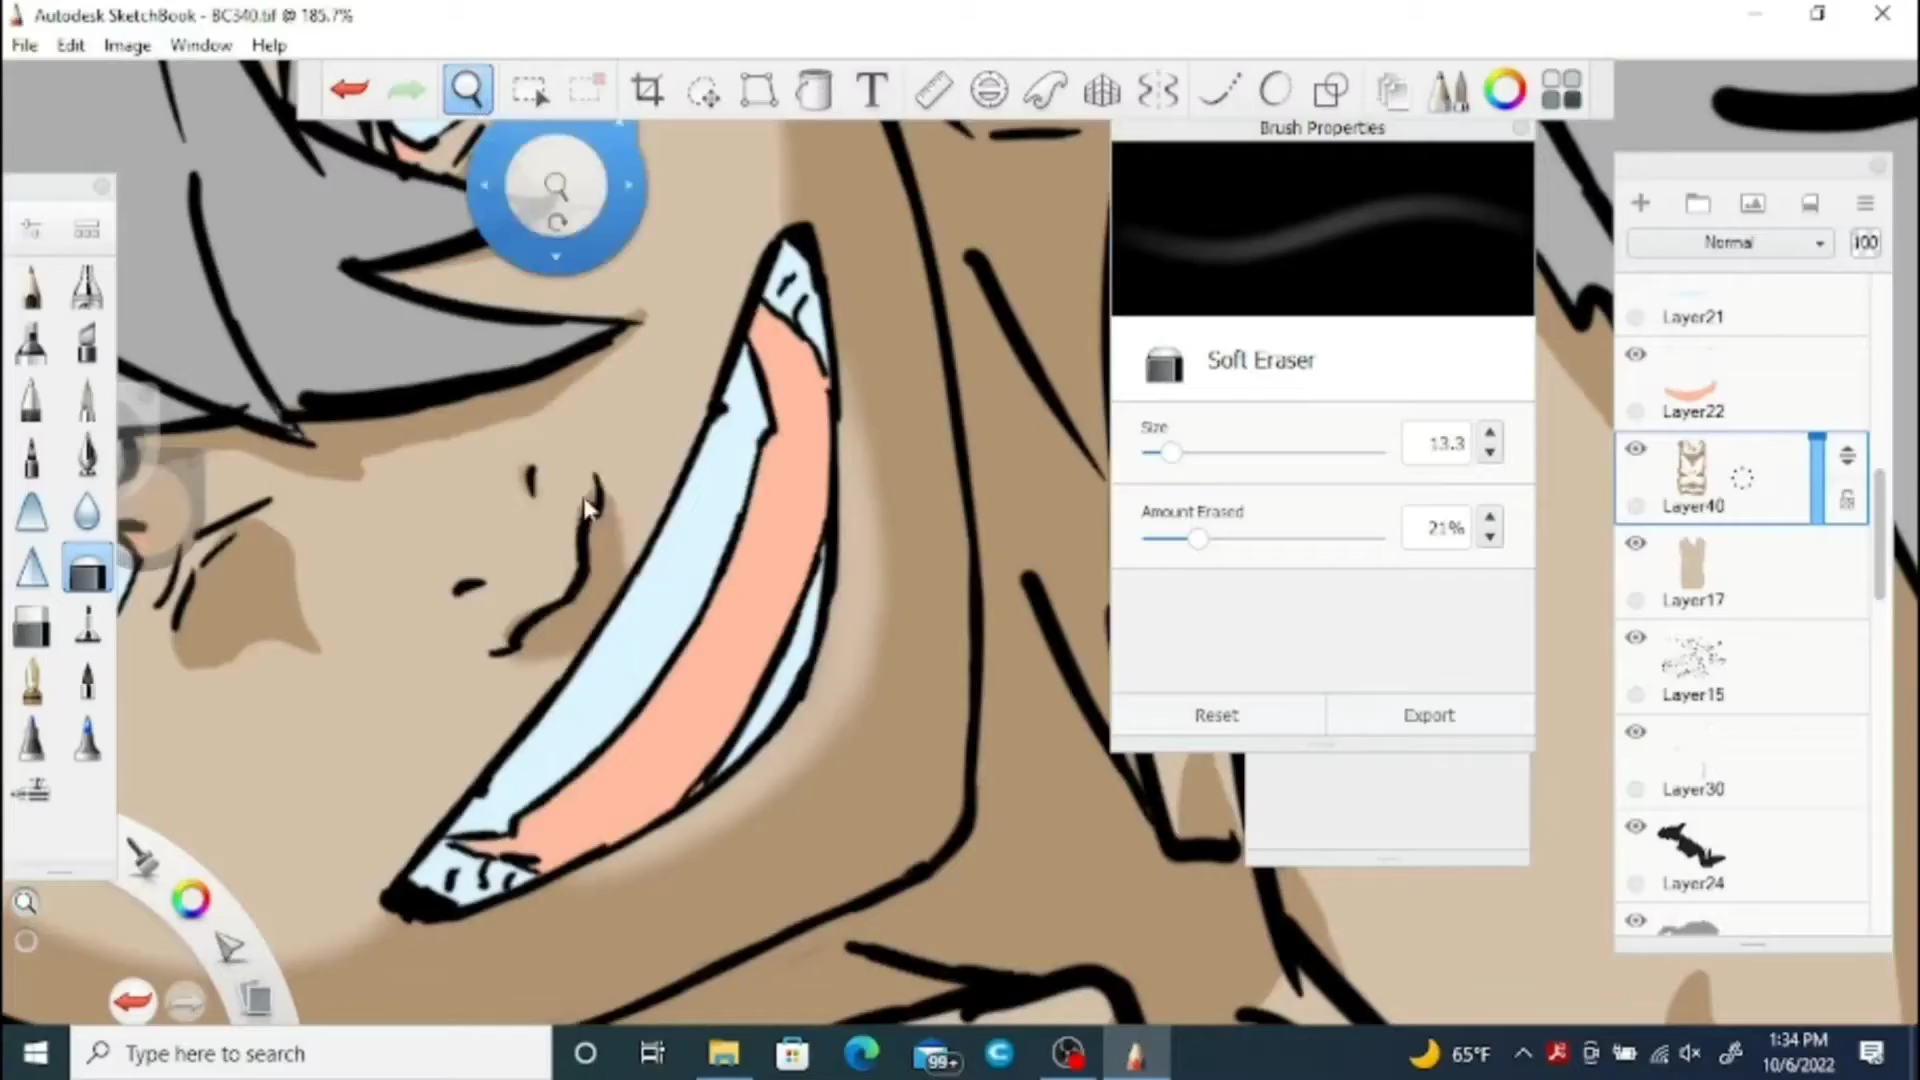 Autodesk SketchBook - BC340.tif @ 185.7%
File Edit Image Window Help
T
Brush Properties
Normal 100
Soft Eraser
Size
13.3
Amount Erased
21%
Reset Export
Layer21
Layer22
Layer40
Layer17
Layer15
Layer30
Layer24
Type here to search
99+
65°F
1:34 PM
10/6/2022